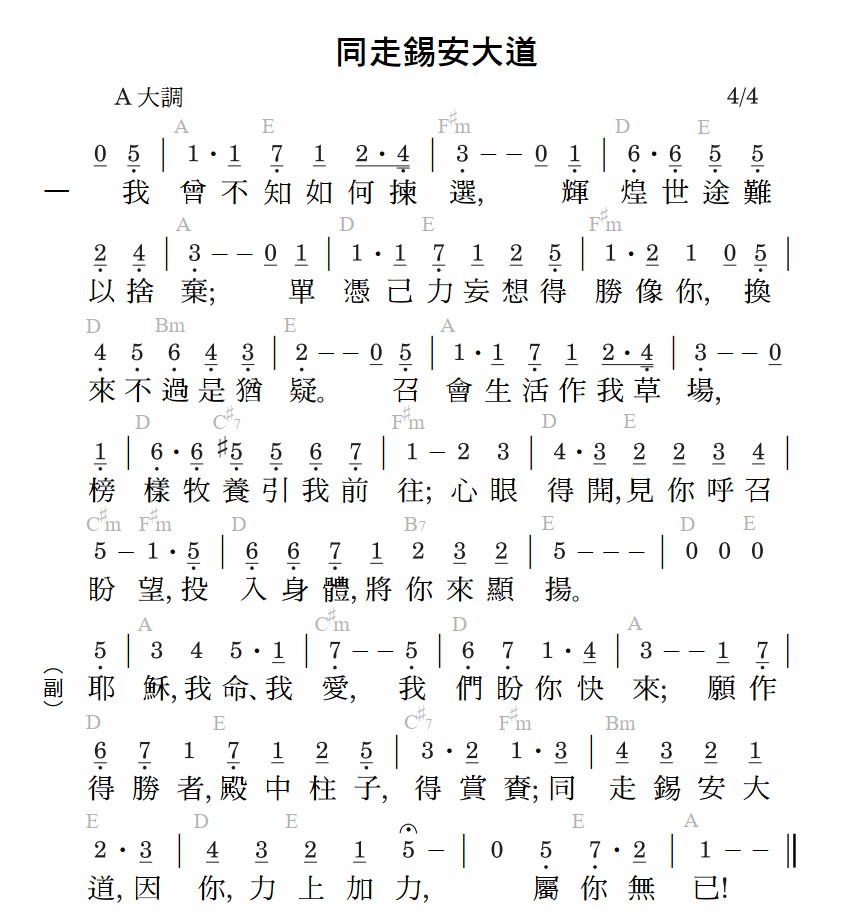 同走錫安大道
A 大調 4/4
A E F♯m D E
0 5 | 1 · 1 7 1 2 · 4 | 3 – – 0 1 | 6 · 6 5 5
一 我 曾 不 知 如 何 揀 選, 輝 煌 世 途 難
A D E F♯m
2 4 | 3 – – 0 1 | 1 · 1 7 1 2 5 | 1 · 2 1 0 5 |
以 捨 棄; 單 憑 己 力 妄 想 得 勝 像 你, 換
D Bm E A
4 5 6 4 3 | 2 – – 0 5 | 1 · 1 7 1 2 · 4 | 3 – – 0
來 不 過 是 猶 疑。 召 會 生 活 作 我 草 場,
D C♯7 F♯m D E
1 | 6 · 6 ♯5 5 6 7 | 1 – 2 3 | 4 · 3 2 2 3 4 |
榜 樣 牧 養 引 我 前 往; 心 眼 得 開, 見 你 呼 召
C♯m F♯m D B7 E D E
5 – 1 · 5 | 6 6 7 1 2 3 2 | 5 – – – | 0 0 0
盼 望, 投 入 身 體, 將 你 來 顯 揚。
A C♯m D A
5 | 3 4 5 · 1 | 7 – – 5 | 6 7 1 · 4 | 3 – – 1 7 |
(副) 耶 穌, 我 命、我 愛, 我 們 盼 你 快 來; 願 作
D E C♯7 F♯m Bm
6 7 1 7 1 2 5 | 3 · 2 1 · 3 | 4 3 2 1
得 勝 者, 殿 中 柱 子, 得 賞 賚; 同 走 錫 安 大
E D E E A
2 · 3 | 4 3 2 1 5 – | 0 5 7 · 2 | 1 – – ‖
道, 因 你, 力 上 加 力, 屬 你 無 已!